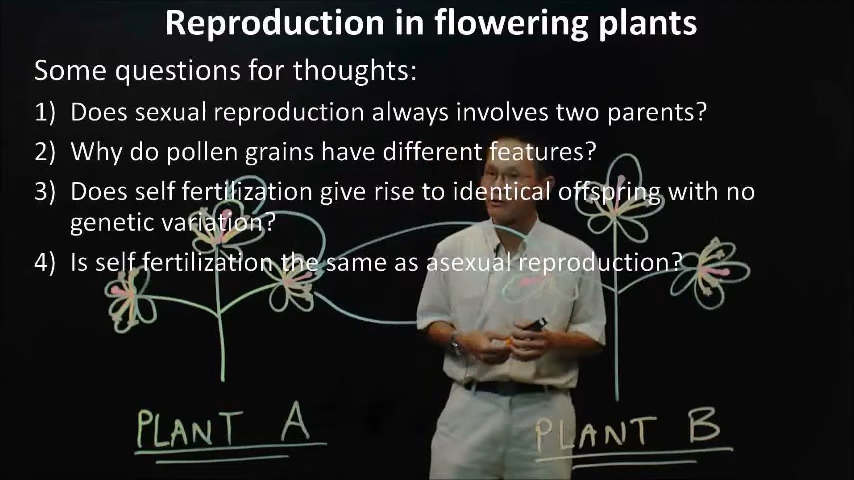 Reproduction in flowering plants
Some questions for thoughts:
1) Does sexual reproduction always involves two parents?
2) Why do pollen grains have different features?
3) Does self fertilization give rise to identical offspring with no
genetic variation?
4) Is self fertilization the same as asexual reproduction?
PLANT A
PLANT B